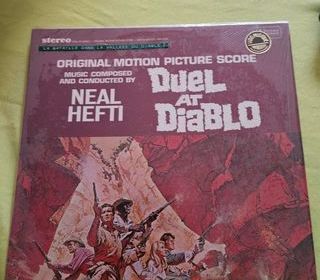 stereo
LA BATAILLE DANS LA VALLEE DU DIABLE
ORIGINAL MOTION PICTURE SCORE
MUSIC COMPOSED
AND CONDUCTED BY
NEAL
HEFTI
DUEL
AT
DIABLO